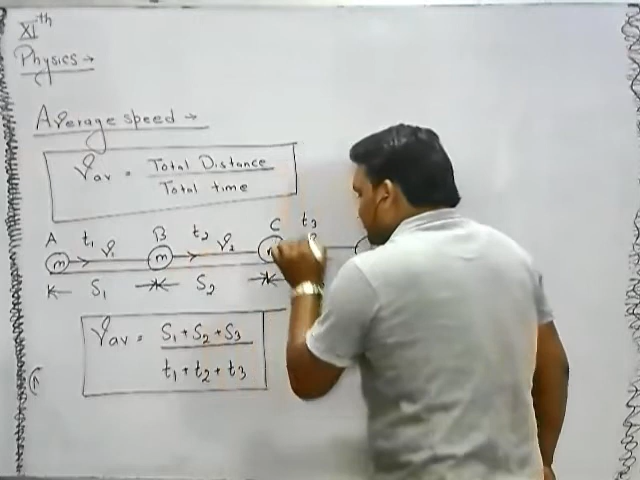 XIth
Physics →
Average speed →
Vav = Total Distance / Total time
A t1 V1 B t2 V2 C t3
m m
S1 S2
Vav = S1 + S2 + S3 / t1 + t2 + t3